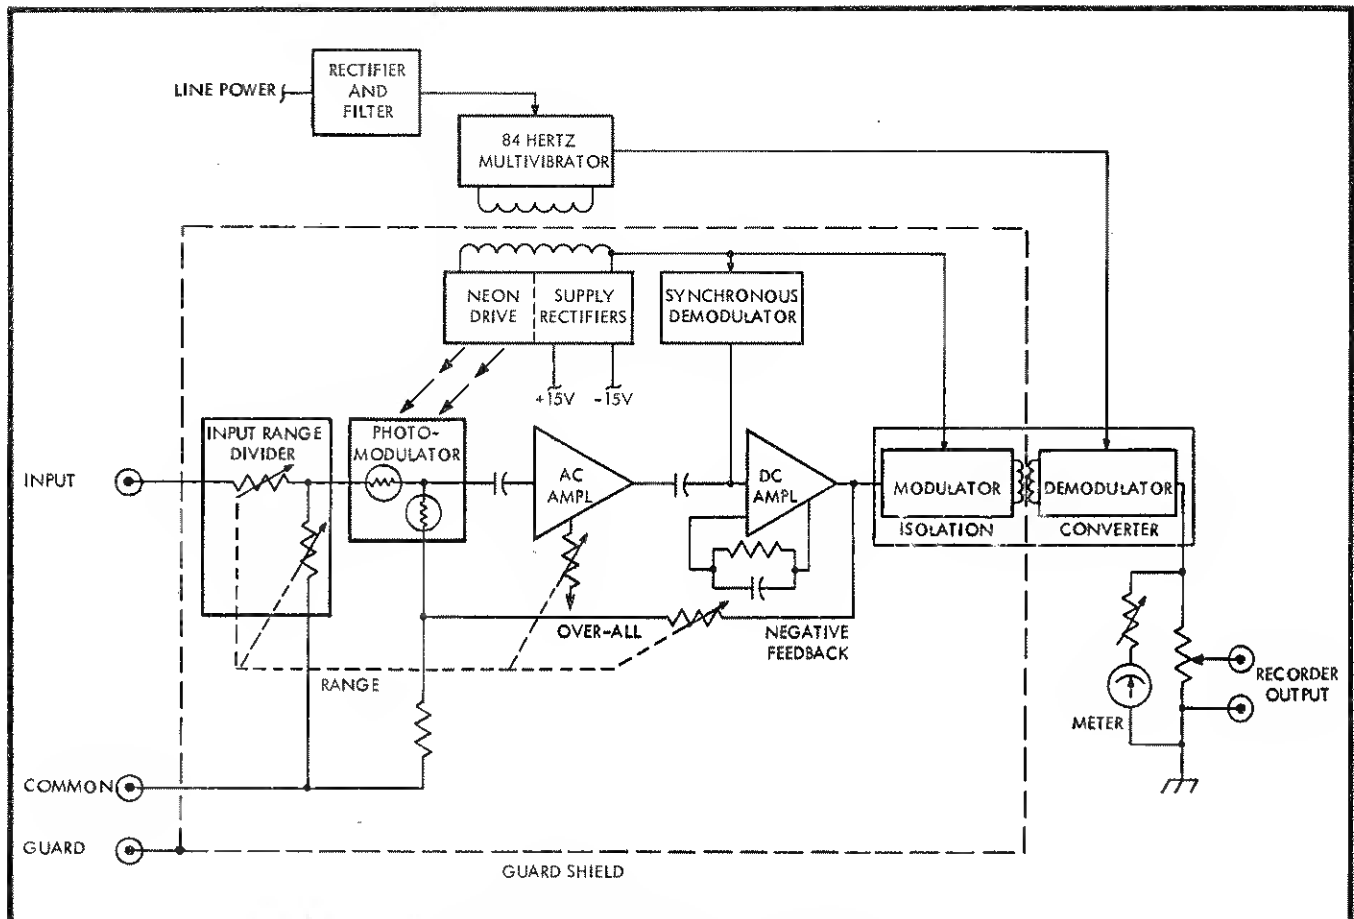 RECTIFIER
AND
FILTER
LINE POWER
84 HERTZ
MULTIVIBRATOR
NEON
DRIVE
SUPPLY
RECTIFIERS
SYNCHRONOUS
DEMODULATOR
+15V
-15V
INPUT RANGE
DIVIDER
PHOTO-
MODULATOR
INPUT
AC
AMPL
DC
AMPL
MODULATOR
DEMODULATOR
ISOLATION
CONVERTER
OVER-ALL
NEGATIVE
FEEDBACK
RANGE
METER
RECORDER
OUTPUT
COMMON
GUARD
GUARD SHIELD